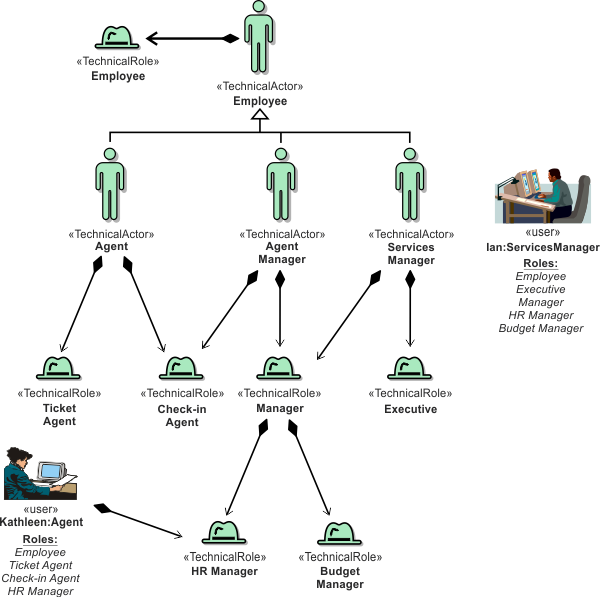 «TechnicalRole»
Employee
«TechnicalActor»
Employee
«TechnicalActor»
Agent
«TechnicalActor»
Agent
Manager
«TechnicalActor»
Services
Manager
«user»
Ian:ServicesManager
Roles:
Employee
Executive
Manager
HR Manager
Budget Manager
«TechnicalRole»
Ticket
Agent
«TechnicalRole»
Check-in
Agent
«TechnicalRole»
Manager
«TechnicalRole»
Executive
«user»
Kathleen:Agent
Roles:
Employee
Ticket Agent
Check-in Agent
HR Manager
«TechnicalRole»
HR Manager
«TechnicalRole»
Budget
Manager